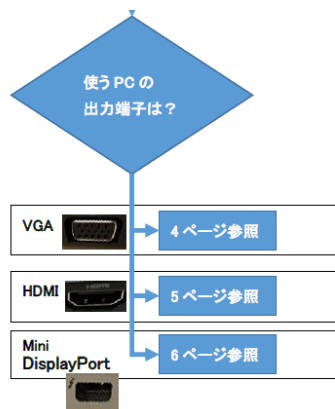 使うPCの
出力端子は？
VGA
4 ページ参照
HDMI
HDMI
5 ページ参照
Mini
DisplayPort
6 ページ参照